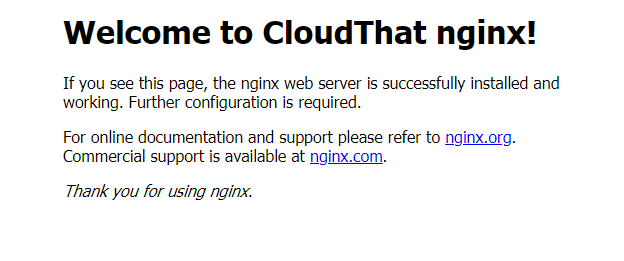 Welcome to CloudThat nginx!
If you see this page, the nginx web server is successfully installed and
working. Further configuration is required.
For online documentation and support please refer to nginx.org.
Commercial support is available at nginx.com.
Thank you for using nginx.